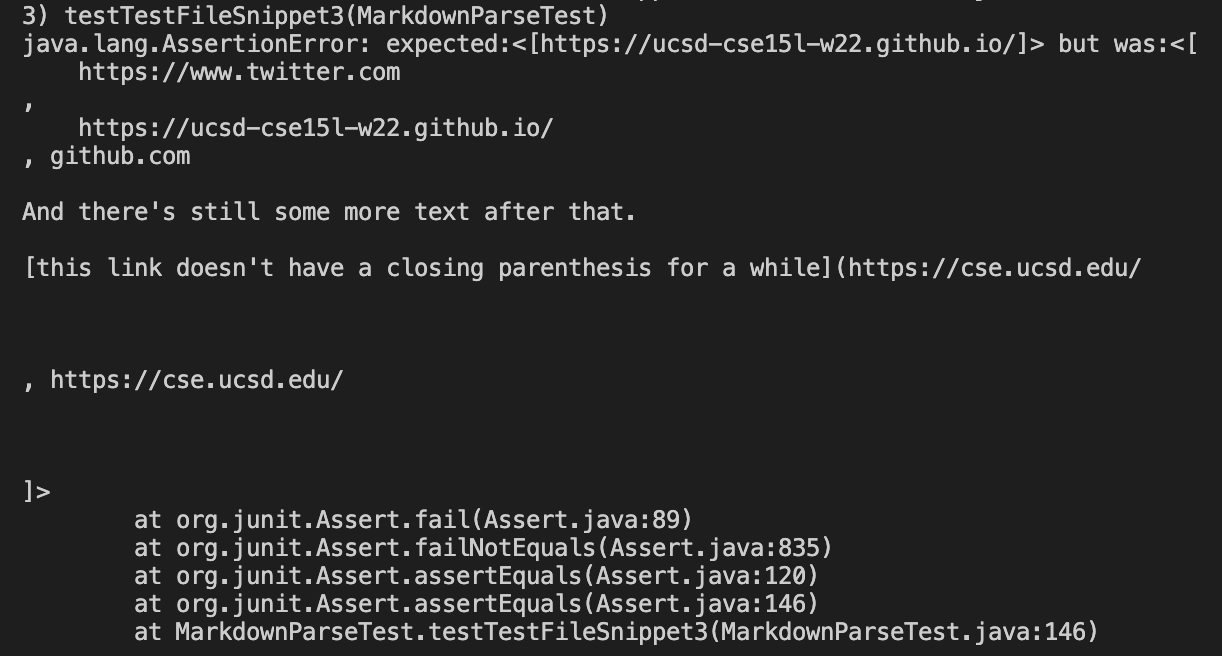 3) testTestFileSnippet3(MarkdownParseTest)
java.lang.AssertionError: expected:<[https://ucsd-cse15l-w22.github.io/]> but was:<[
    https://www.twitter.com
,
    https://ucsd-cse15l-w22.github.io/
, github.com

And there's still some more text after that.

[this link doesn't have a closing parenthesis for a while](https://cse.ucsd.edu/



, https://cse.ucsd.edu/



]>
        at org.junit.Assert.fail(Assert.java:89)
        at org.junit.Assert.failNotEquals(Assert.java:835)
        at org.junit.Assert.assertEquals(Assert.java:120)
        at org.junit.Assert.assertEquals(Assert.java:146)
        at MarkdownParseTest.testTestFileSnippet3(MarkdownParseTest.java:146)